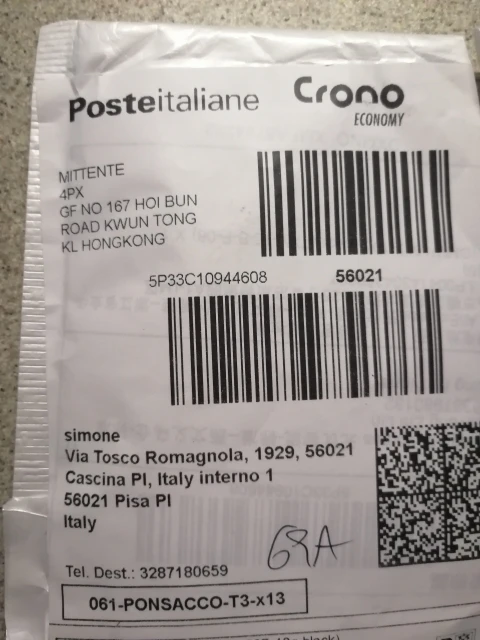 Posteitaliane
Crono
ECONOMY
MITTENTE
4PX
GF NO 167 HOI BUN
ROAD KWUN TONG
KL HONGKONG
5P33C10944608 56021
simone
Via Tosco Romagnola, 1929, 56021
Cascina PI, Italy interno 1
56021 Pisa PI
Italy
Tel. Dest.: 3287180659
061-PONSACCO-T3-x13